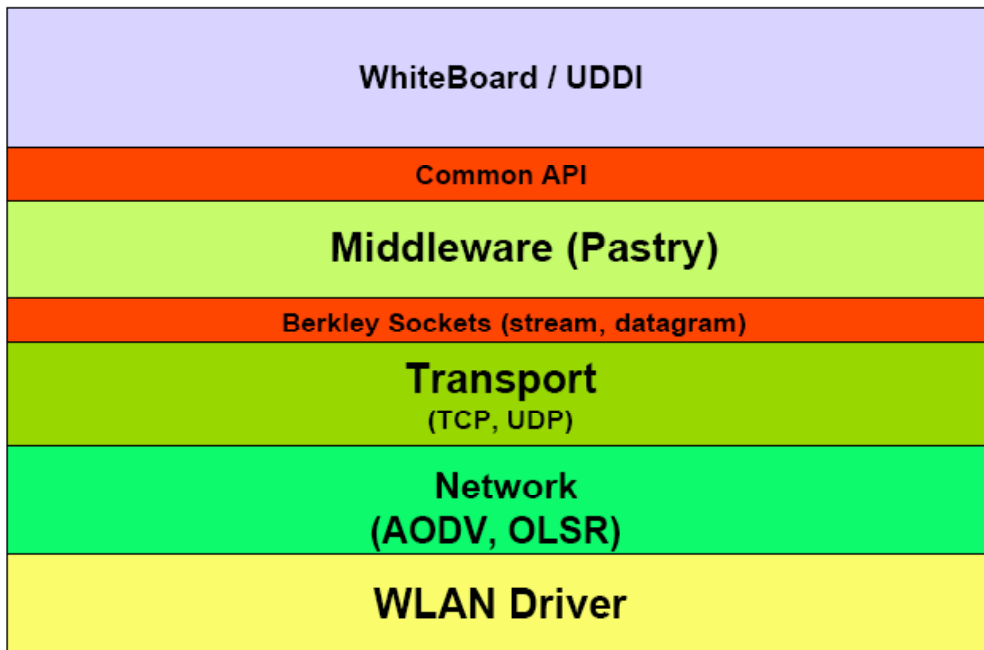 WhiteBoard / UDDI
Common API
Middleware (Pastry)
Berkley Sockets (stream, datagram)
Transport
(TCP, UDP)
Network
(AODV, OLSR)
WLAN Driver